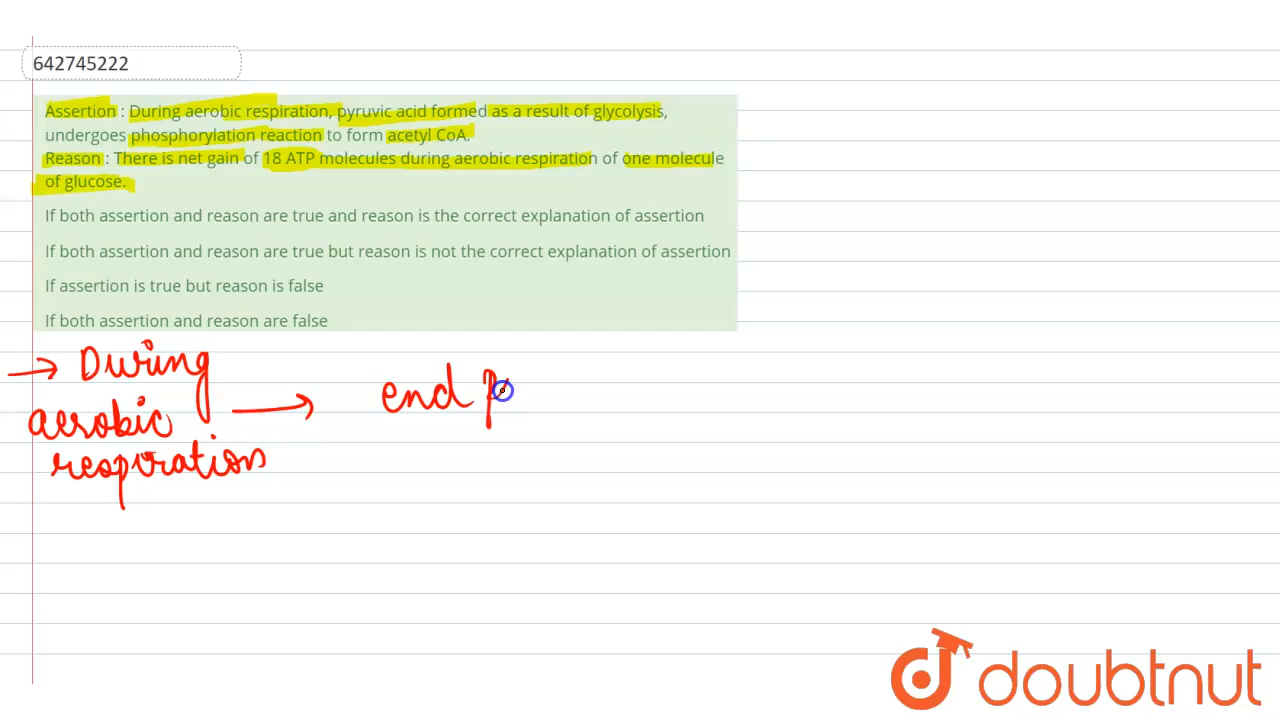 642745222
Assertion : During aerobic respiration, pyruvic acid formed as a result of glycolysis,
undergoes phosphorylation reaction to form acetyl CoA.
Reason : There is net gain of 18 ATP molecules during aerobic respiration of one molecule
of glucose.
If both assertion and reason are true and reason is the correct explanation of assertion
If both assertion and reason are true but reason is not the correct explanation of assertion
If assertion is true but reason is false
If both assertion and reason are false
→ During
aerobic → end p
respiration
doubtnut